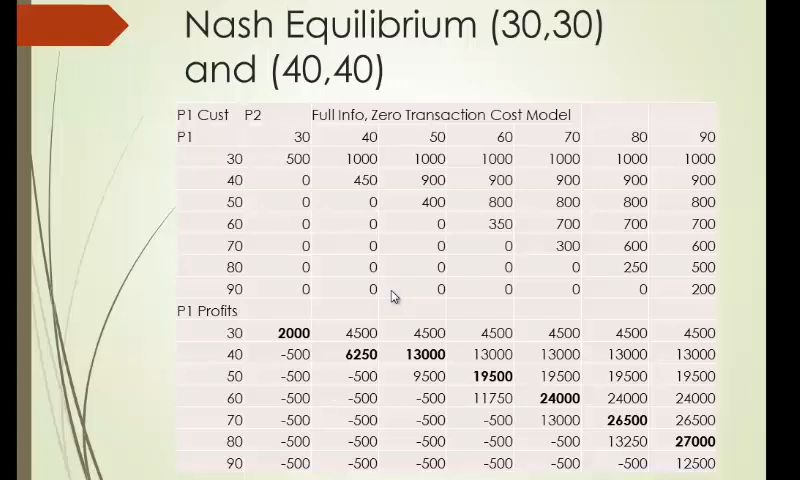 Nash Equilibrium (30,30)
and (40,40)
P1 Cust P2 Full Info, Zero Transaction Cost Model
P1 30 40 50 60 70 80 90
30 500 1000 1000 1000 1000 1000 1000
40 0 450 900 900 900 900 900
50 0 0 400 800 800 800 800
60 0 0 0 350 700 700 700
70 0 0 0 0 300 600 600
80 0 0 0 0 0 250 500
90 0 0 0 0 0 0 200
P1 Profits
30 2000 4500 4500 4500 4500 4500 4500
40 -500 6250 13000 13000 13000 13000 13000
50 -500 -500 9500 19500 19500 19500 19500
60 -500 -500 -500 11750 24000 24000 24000
70 -500 -500 -500 -500 13000 26500 26500
80 -500 -500 -500 -500 -500 13250 27000
90 -500 -500 -500 -500 -500 -500 12500